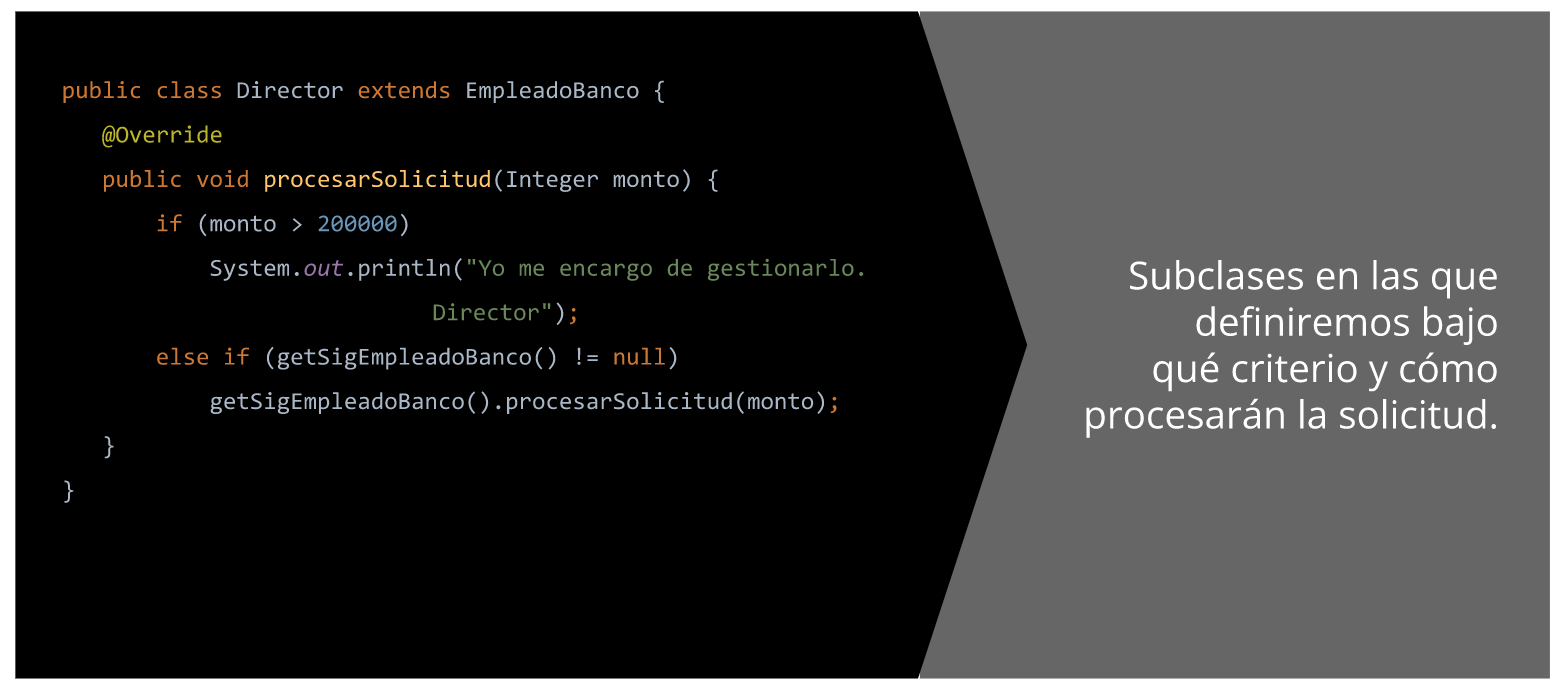 public class Director extends EmpleadoBanco {
@Override
public void procesarSolicitud(Integer monto) {
if (monto > 200000)
System.out.println("Yo me encargo de gestionarlo.
Director");
else if (getSigEmpleadoBanco() != null)
getSigEmpleadoBanco().procesarSolicitud(monto);
}
}
Subclases en las que
definiremos bajo
qué criterio y cómo
procesarán la solicitud.